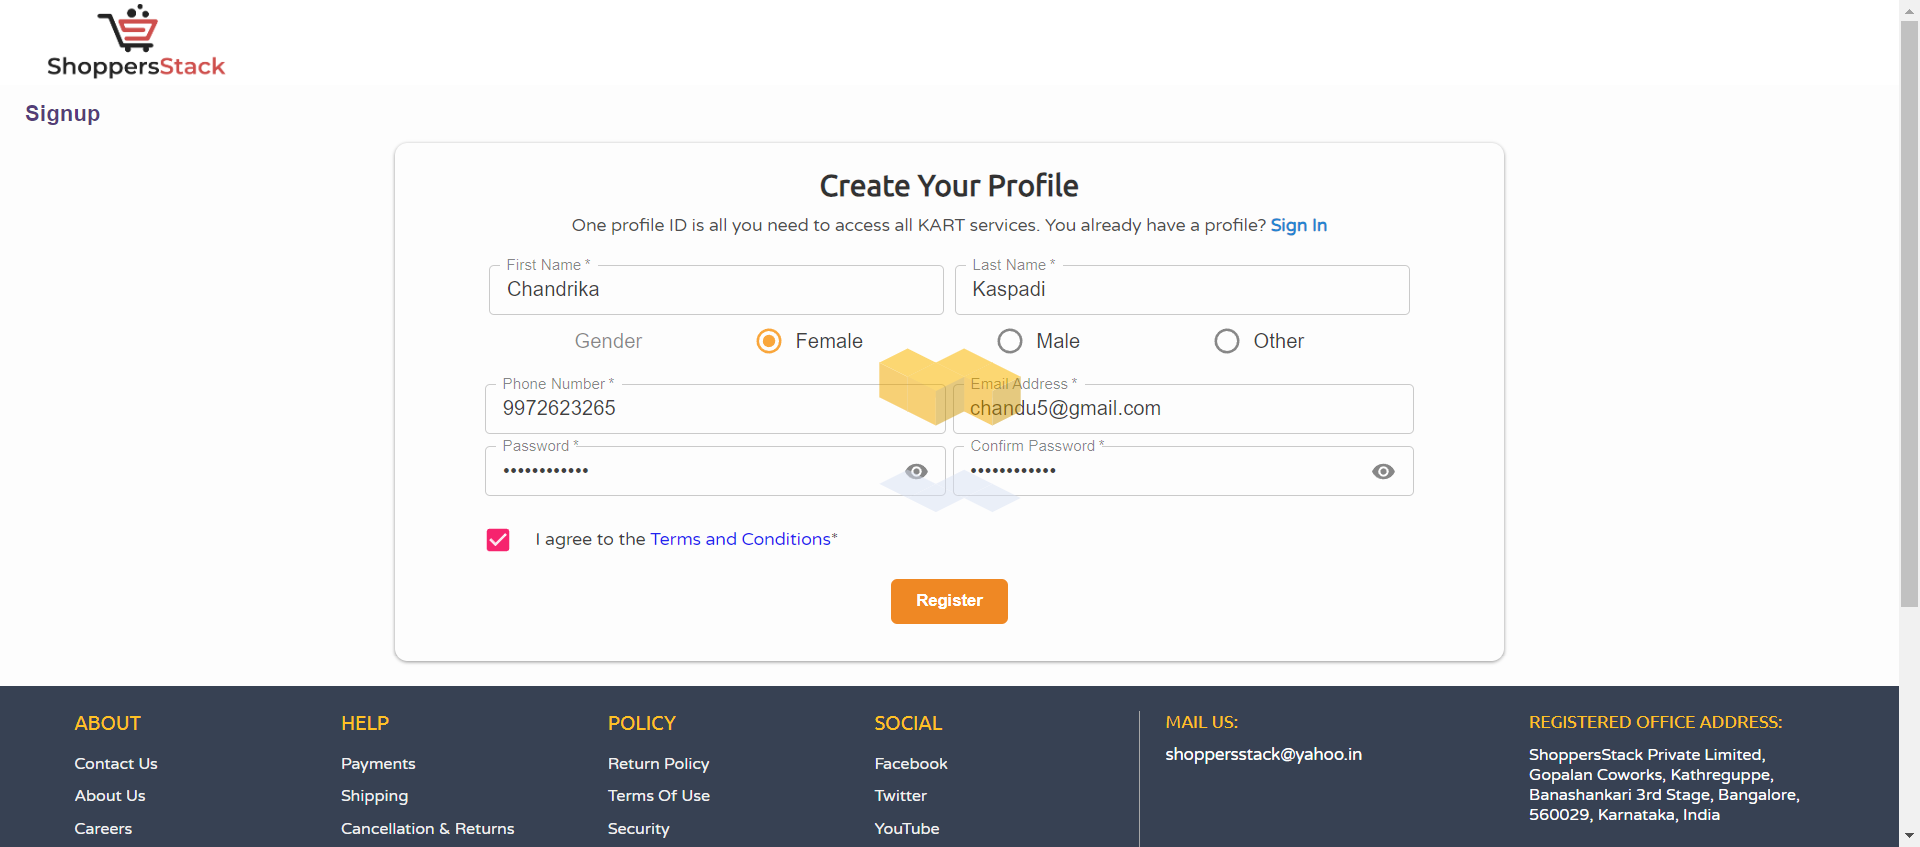 ShoppersStack
Signup
Create Your Profile
One profile ID is all you need to access all KART services. You already have a profile? Sign In
First Name *
Chandrika
Last Name *
Kaspadi
Gender
Female
Male
Other
Phone Number *
9972623265
Email Address *
chandu5@gmail.com
Password *
••••••••••••
Confirm Password *
••••••••••••
I agree to the Terms and Conditions*
Register
ABOUT
Contact Us
About Us
Careers
HELP
Payments
Shipping
Cancellation & Returns
POLICY
Return Policy
Terms Of Use
Security
SOCIAL
Facebook
Twitter
YouTube
MAIL US:
shoppersstack@yahoo.in
REGISTERED OFFICE ADDRESS:
ShoppersStack Private Limited,
Gopalan Coworks, Kathreguppe,
Banashankari 3rd Stage, Bangalore,
560029, Karnataka, India